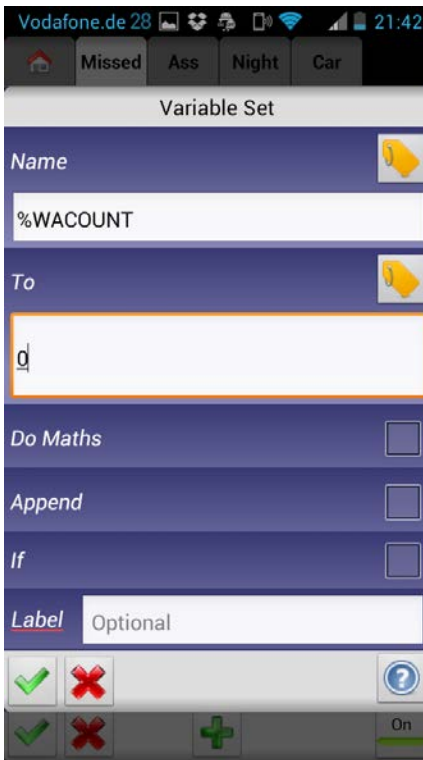 Vodafone.de 28 21:42
Missed Ass Night Car
Variable Set
Name
%WACOUNT
To
0
Do Maths
Append
If
Label Optional
On